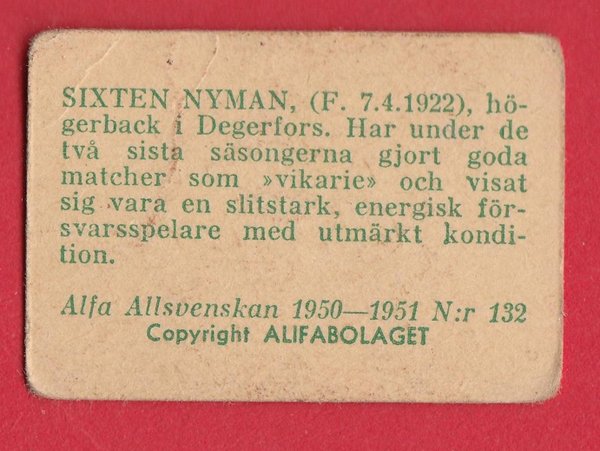 SIXTEN NYMAN, (F. 7.4.1922), hö-
gerback i Degerfors. Har under de
två sista säsongerna gjort goda
matcher som »vikarie» och visat
sig vara en slitstark, energisk för-
svarsspelare med utmärkt kondi-
tion.
Alfa Allsvenskan 1950—1951 N:r 132
Copyright ALIFABOLAGET